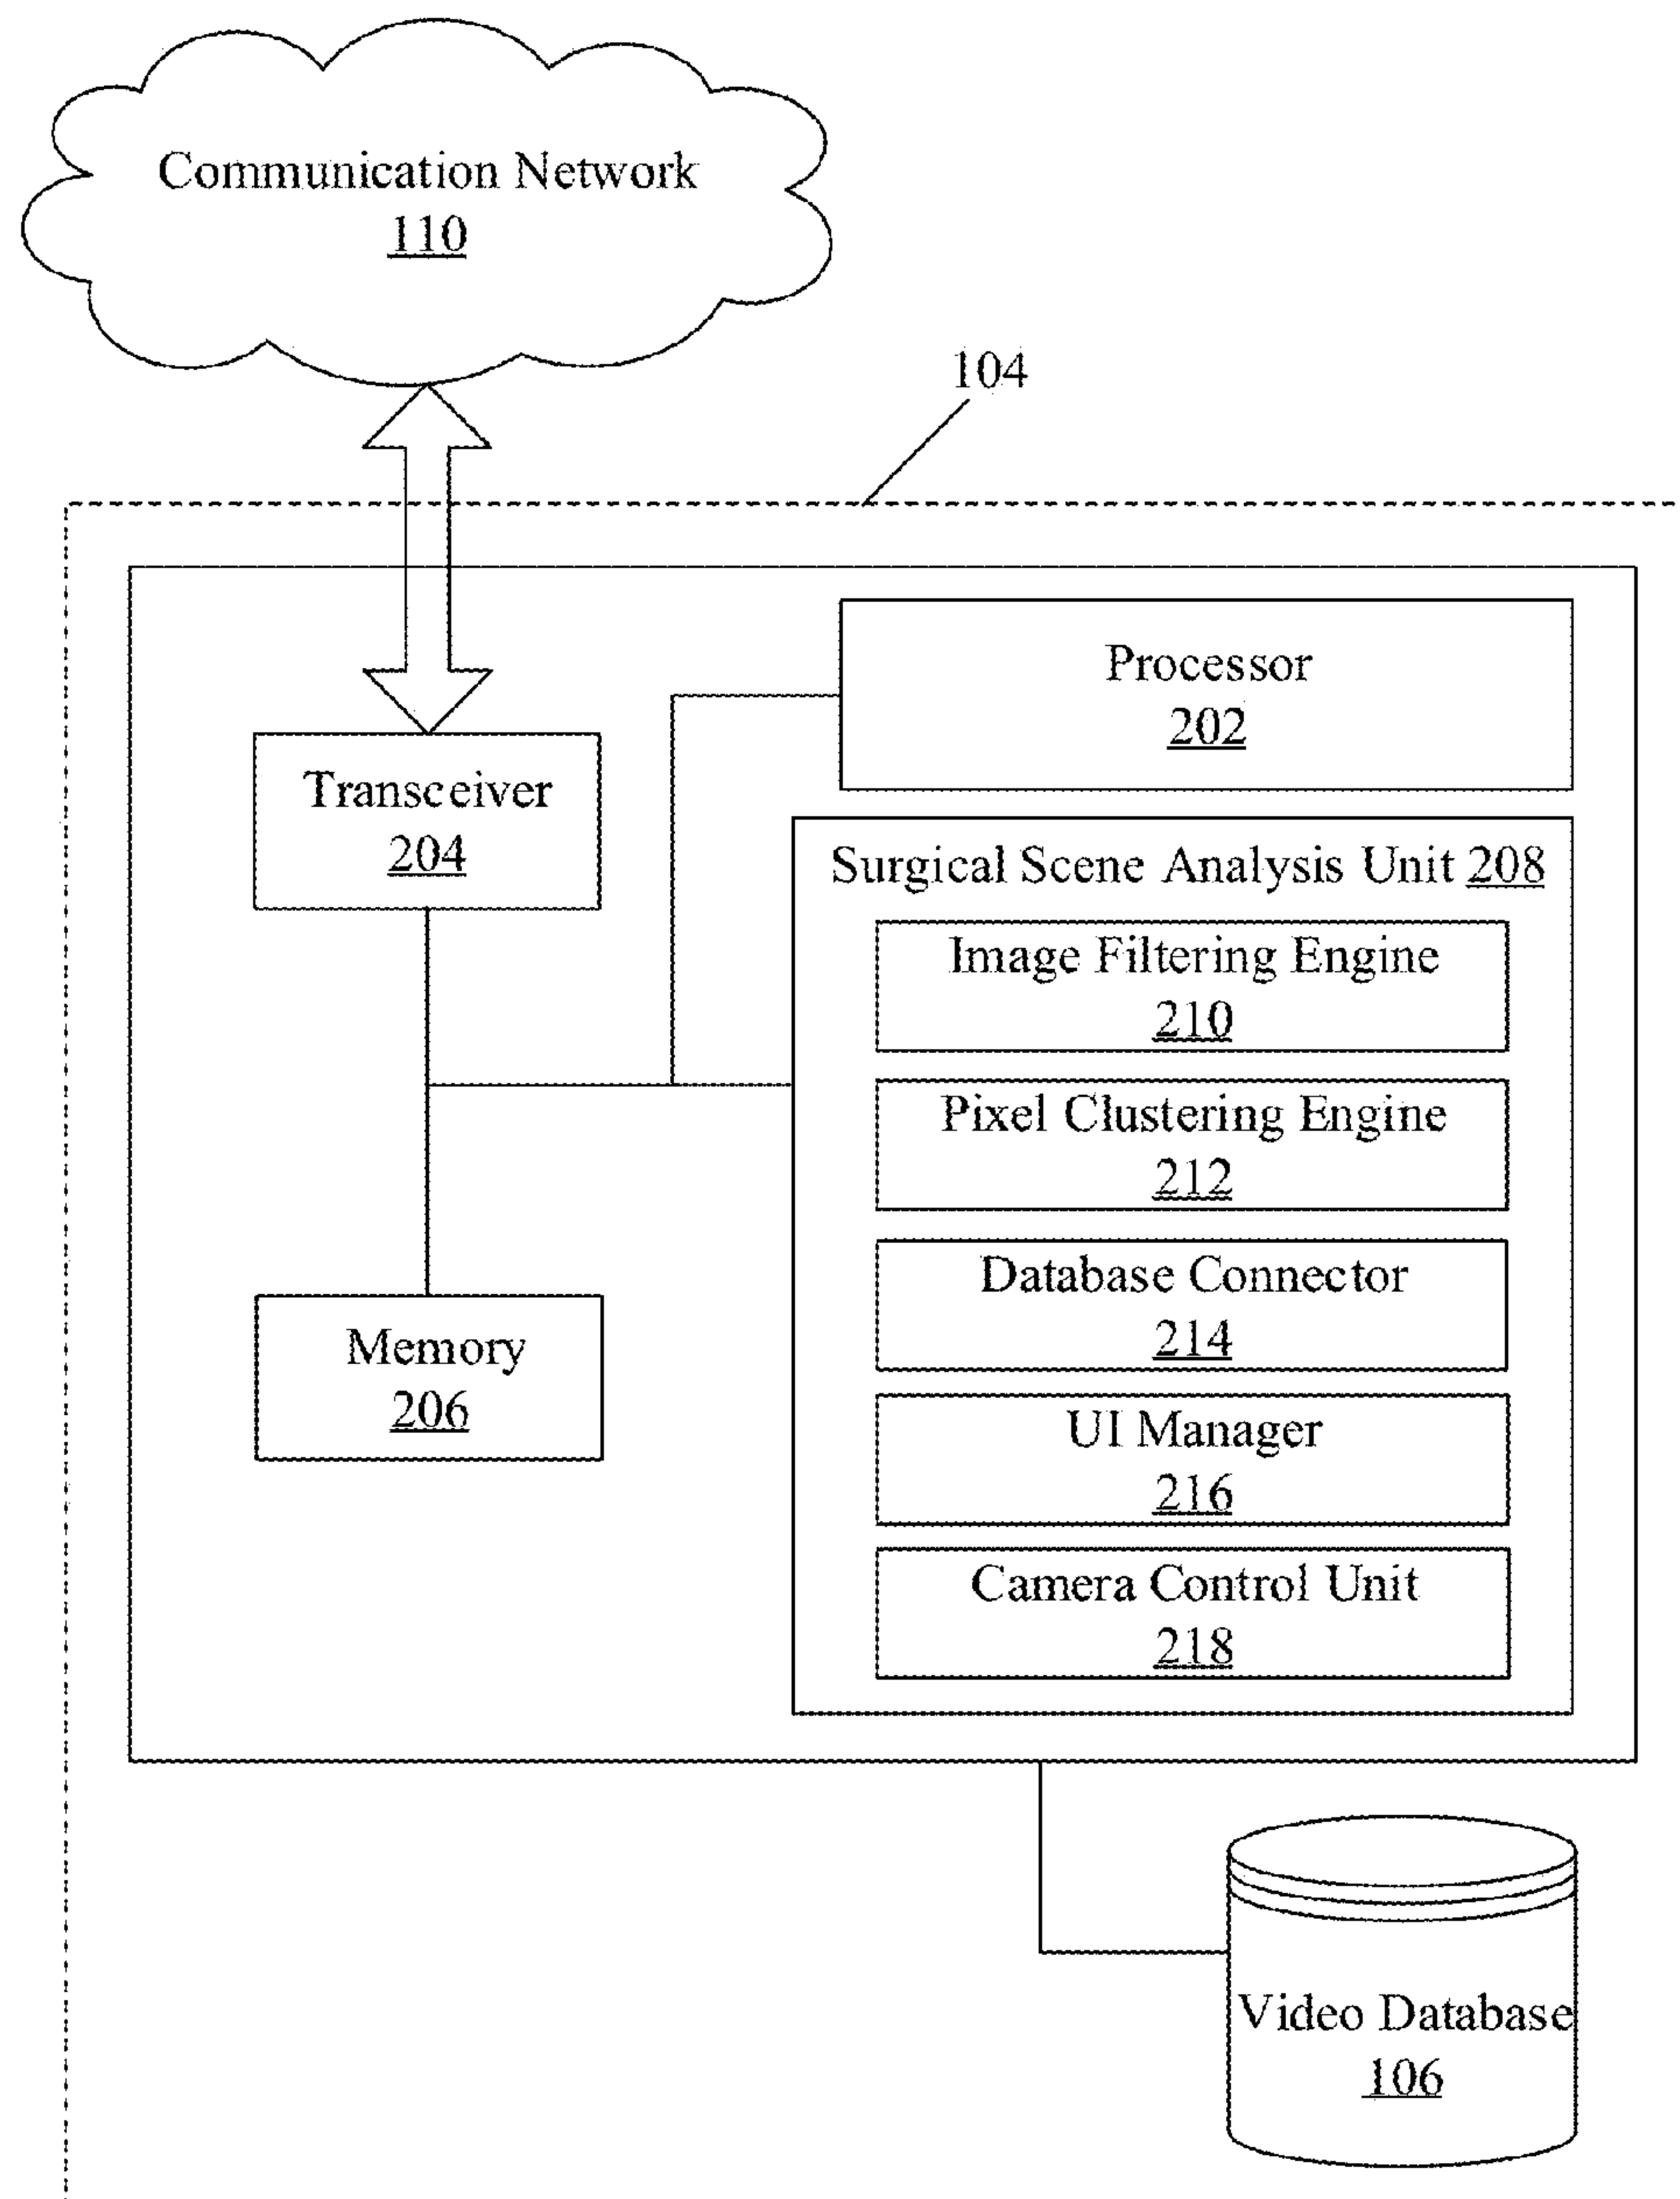 Communication Network
110
104
Processor
202
Transceiver
204
Surgical Scene Analysis Unit 208
Image Filtering Engine
210
Pixel Clustering Engine
212
Database Connector
214
Memory
206
UI Manager
216
Camera Control Unit
218
Video Database
106